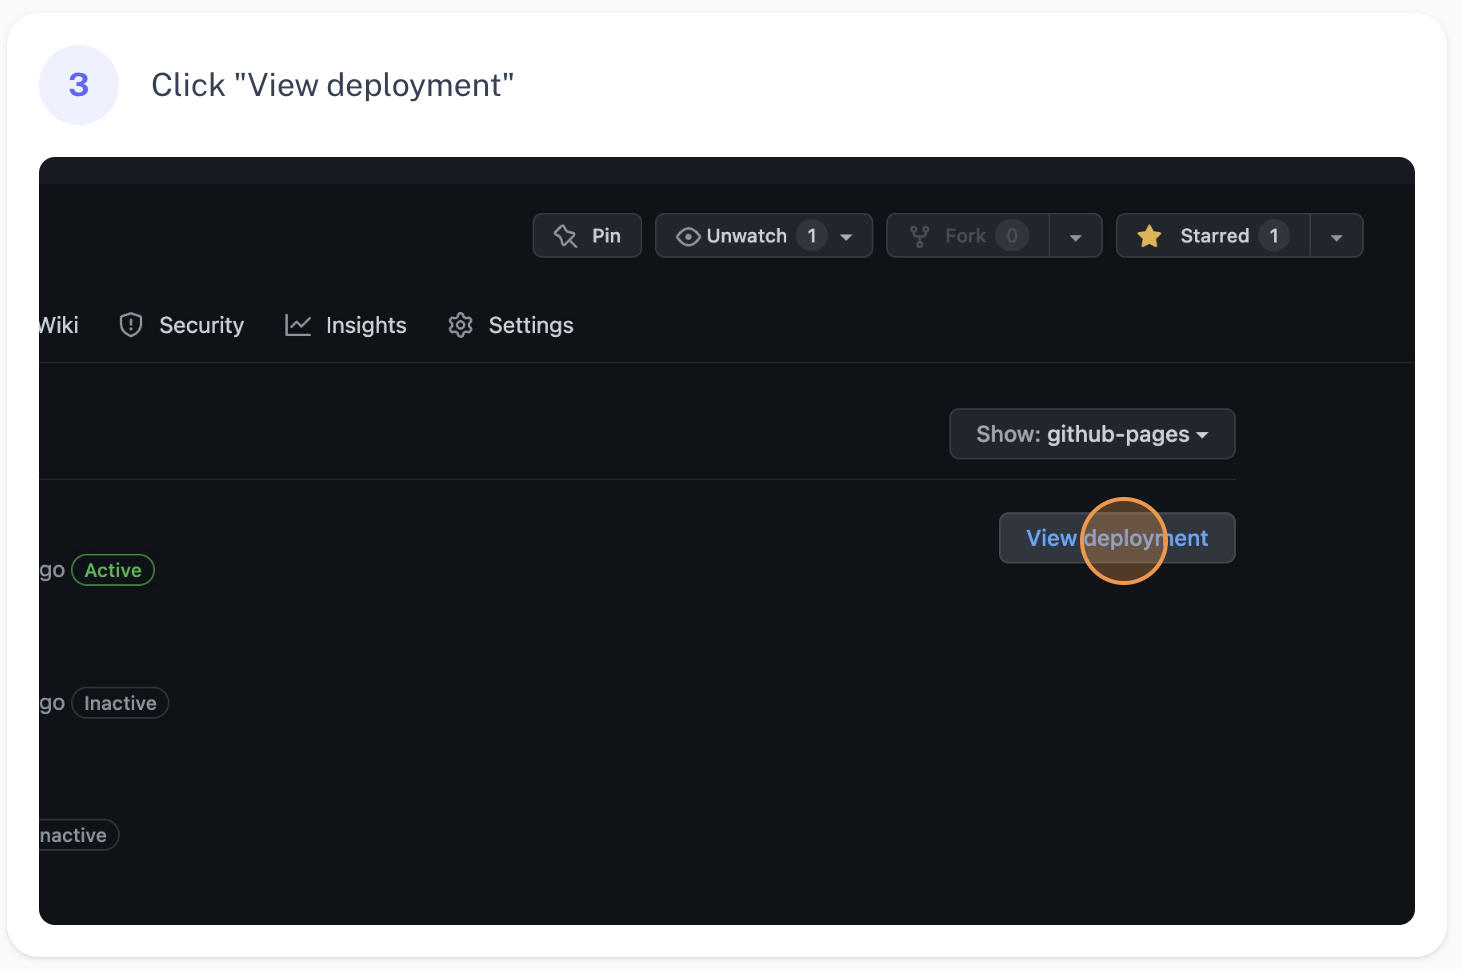 3 Click "View deployment"
Pin Unwatch 1 Fork 0 Starred 1
Wiki Security Insights Settings
Show: github-pages
View deployment
go Active
go Inactive
nactive